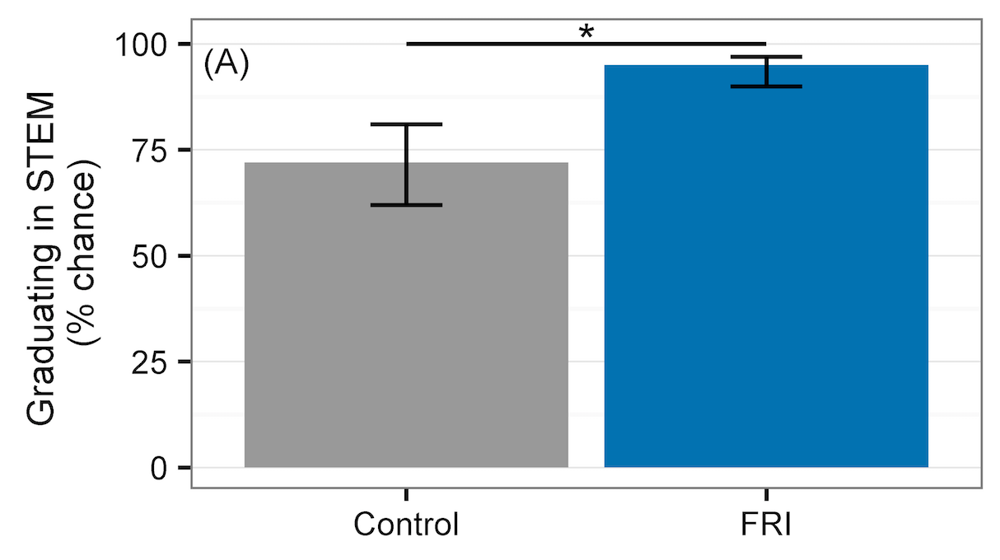 *
100
(A)
75
50
25
0
Graduating in STEM
(% chance)
Control
FRI